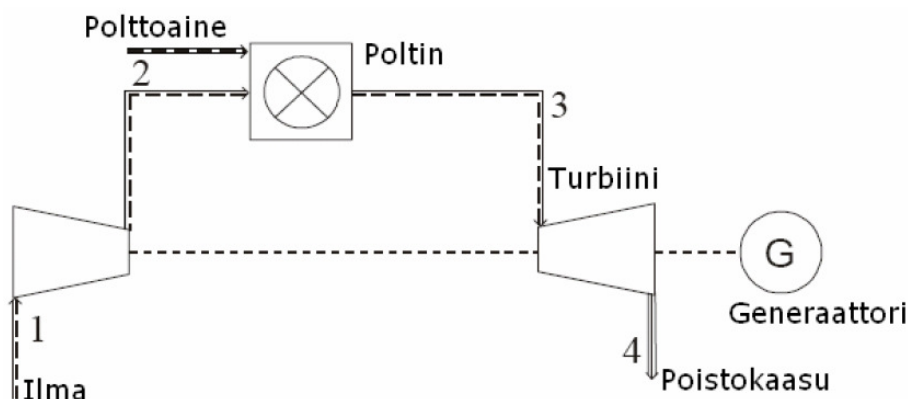 Polttoaine
2
Poltin
3
Turbiini
G
Generaattori
1
4
Ilma
Poistokaasu